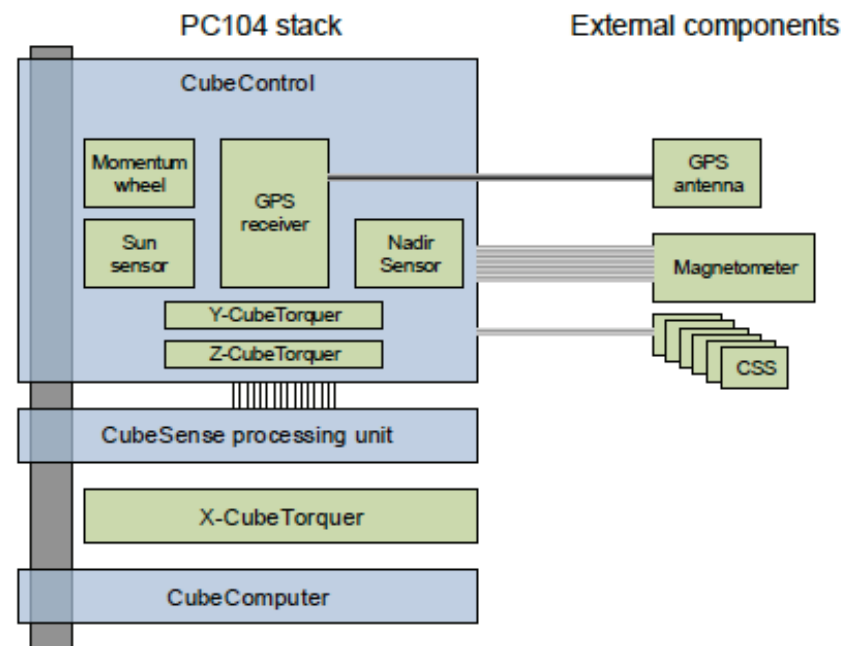 PC104 stack
External components
CubeControl
Momentum
wheel
GPS
receiver
GPS
antenna
Sun
sensor
Nadir
Sensor
Magnetometer
Y-CubeTorquer
Z-CubeTorquer
CSS
CubeSense processing unit
X-CubeTorquer
CubeComputer